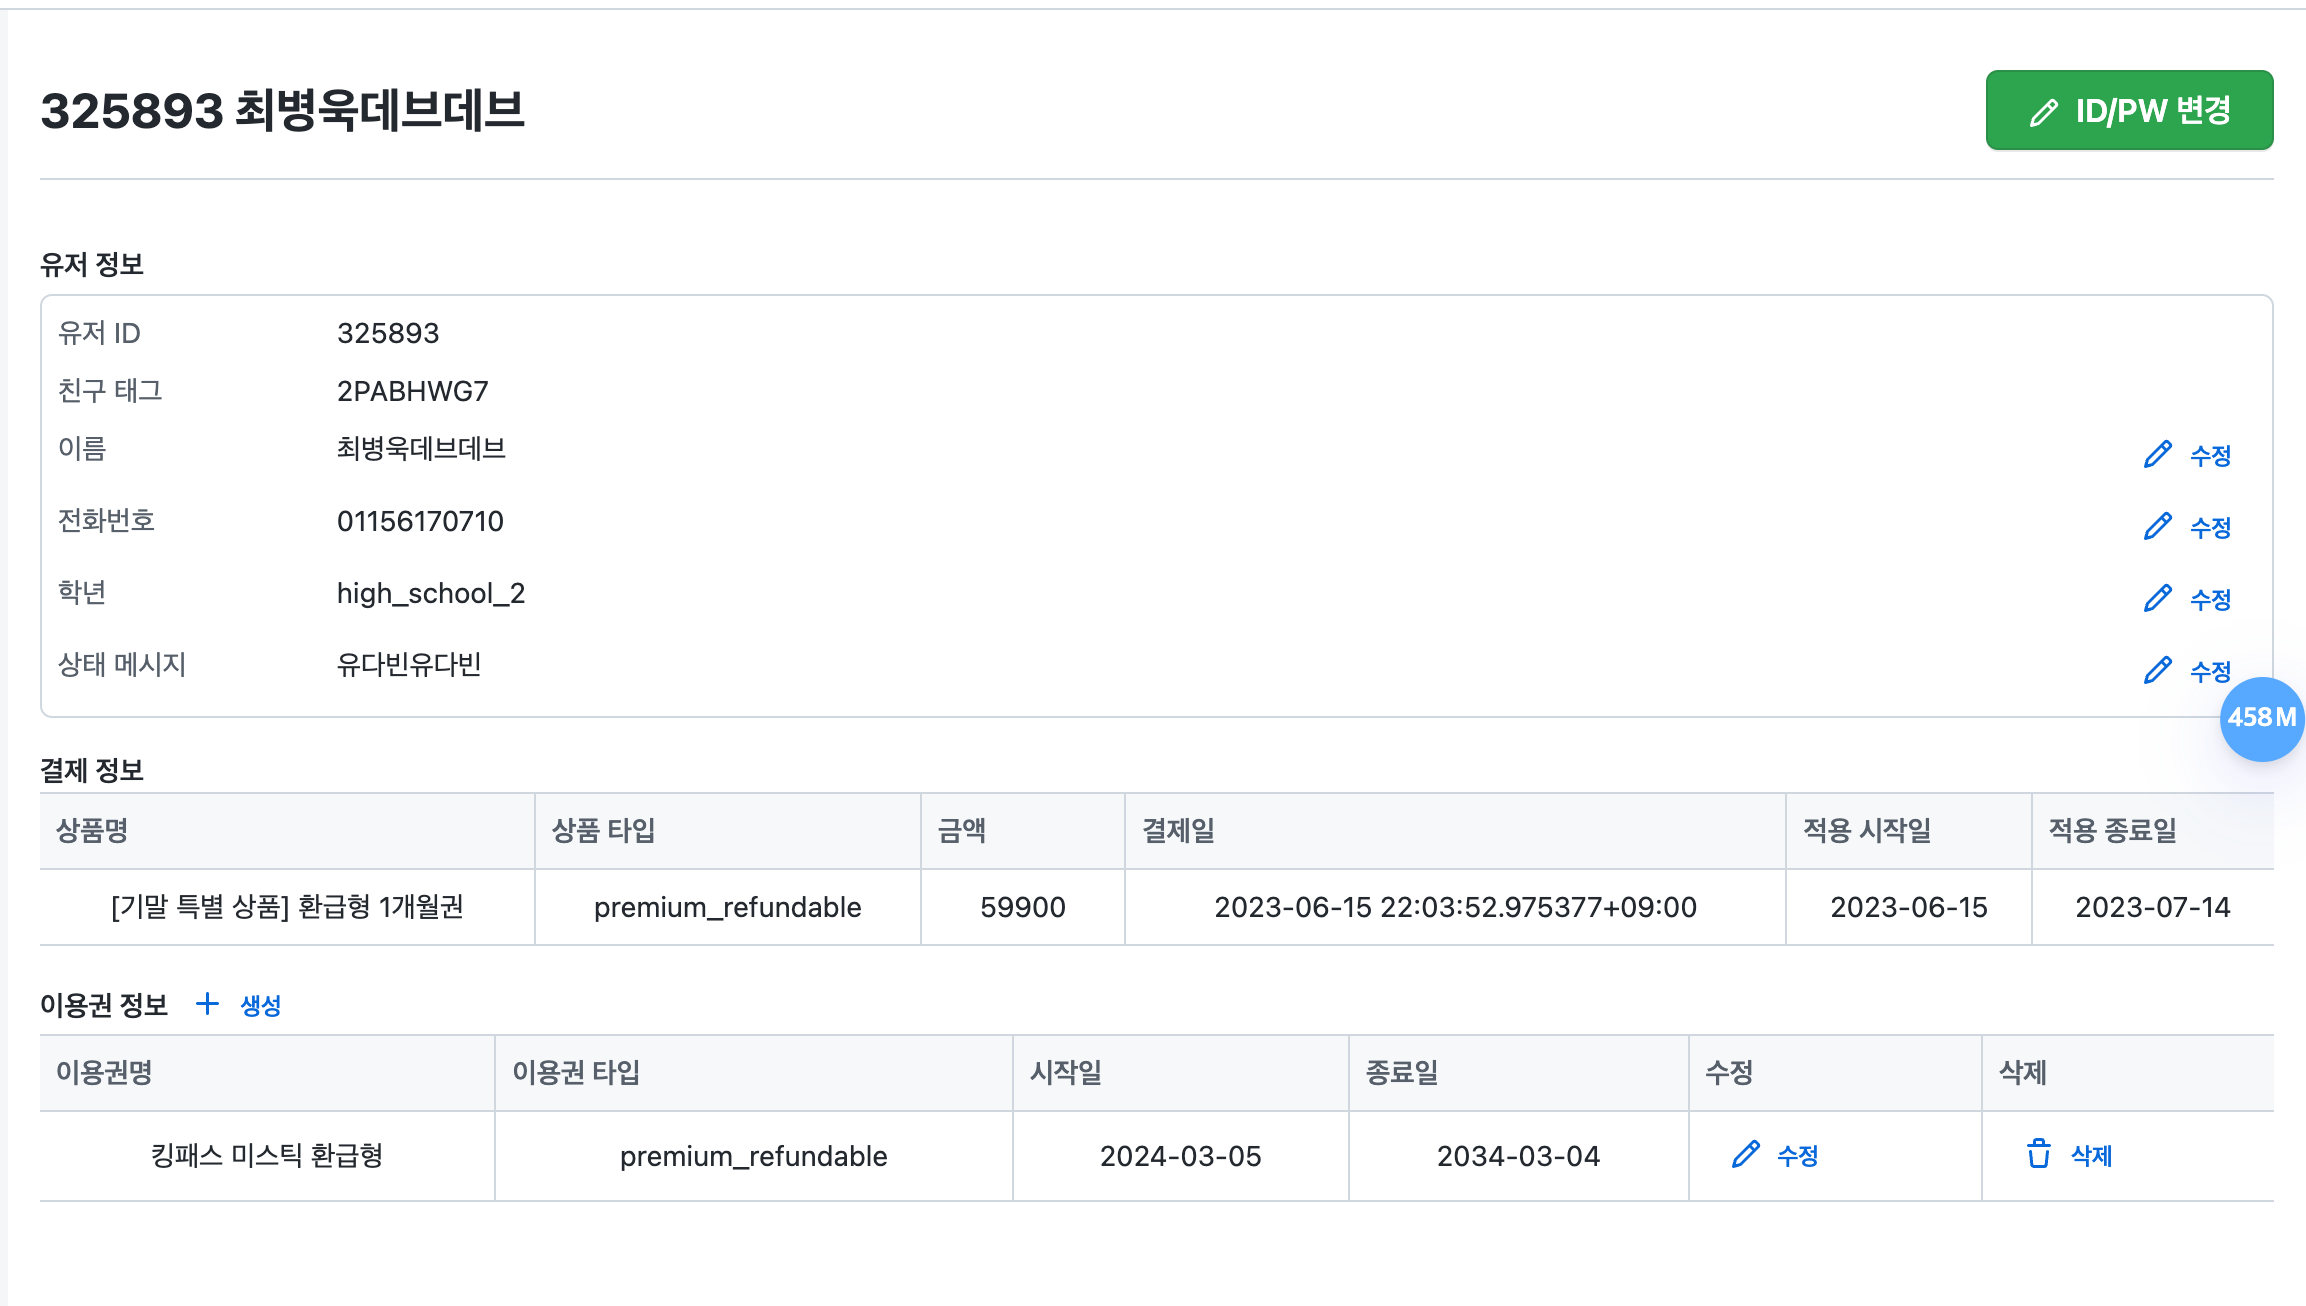 325893 최병욱데브데브
ID/PW 변경
유저 정보
유저 ID 325893
친구 태그 2PABHWG7
이름 최병욱데브데브 수정
전화번호 01156170710 수정
학년 high_school_2 수정
상태 메시지 유다빈유다빈 수정
458M
결제 정보
상품명 상품 타입 금액 결제일 적용 시작일 적용 종료일
[기말 특별 상품] 환급형 1개월권 premium_refundable 59900 2023-06-15 22:03:52.975377+09:00 2023-06-15 2023-07-14
이용권 정보 + 생성
이용권명 이용권 타입 시작일 종료일 수정 삭제
킹패스 미스틱 환급형 premium_refundable 2024-03-05 2034-03-04 수정 삭제